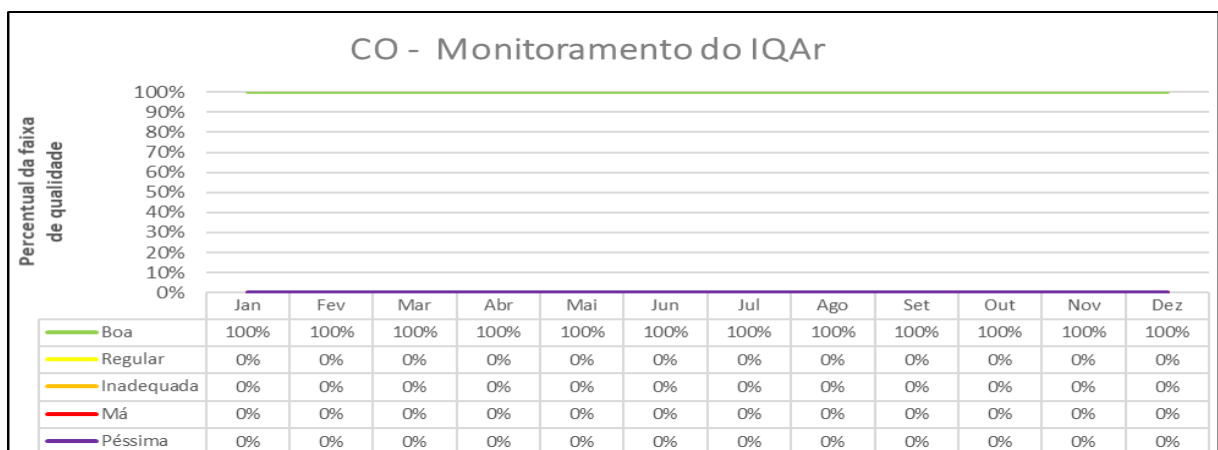 CO - Monitoramento do IQAr
Percentual da faixa
de qualidade
100%
90%
80%
70%
60%
50%
40%
30%
20%
10%
0%
Jan Fev Mar Abr Mai Jun Jul Ago Set Out Nov Dez
Boa 100% 100% 100% 100% 100% 100% 100% 100% 100% 100% 100% 100%
Regular 0% 0% 0% 0% 0% 0% 0% 0% 0% 0% 0% 0%
Inadequada 0% 0% 0% 0% 0% 0% 0% 0% 0% 0% 0% 0%
Má 0% 0% 0% 0% 0% 0% 0% 0% 0% 0% 0% 0%
Péssima 0% 0% 0% 0% 0% 0% 0% 0% 0% 0% 0% 0%